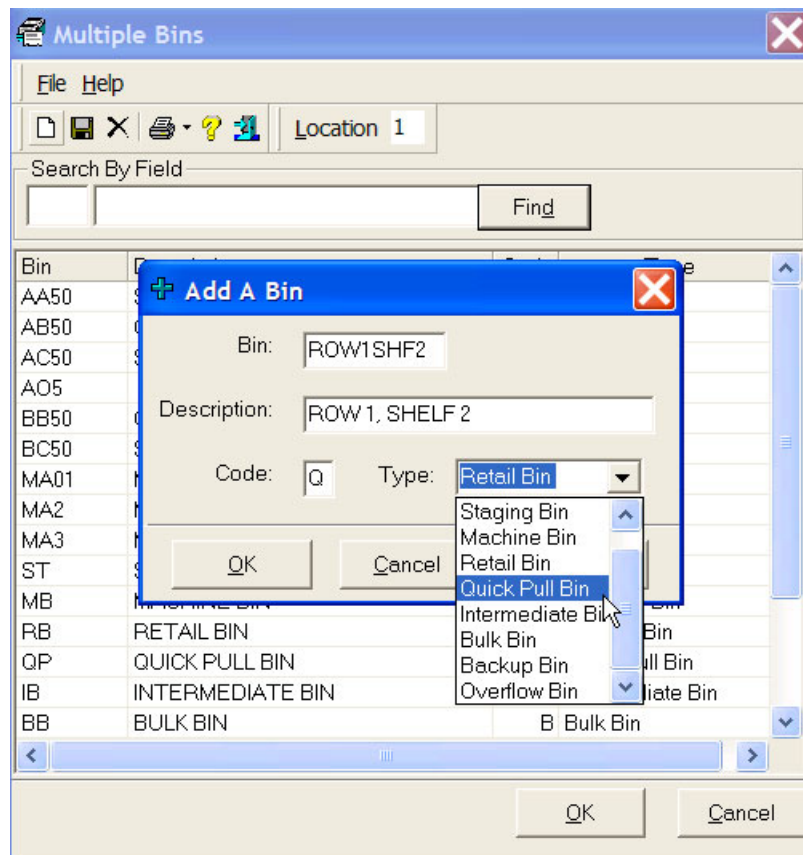 Multiple Bins
File Help
Location 1
Search By Field
Find
Bin
AA50
AB50
AC50
AO5
BB50
BC50
MA01
MA2
MA3
ST
MB
RB RETAIL BIN Bin
QP QUICK PULL BIN Bin
IB INTERMEDIATE BIN Bin
BB BULK BIN B Bulk Bin
Add A Bin
Bin: ROW1SHF2
Description: ROW 1, SHELF 2
Code: Q Type: Retail Bin
Staging Bin
Machine Bin
Retail Bin
Quick Pull Bin
Intermediate Bin
Bulk Bin
Backup Bin
Overflow Bin
OK Cancel
OK Cancel